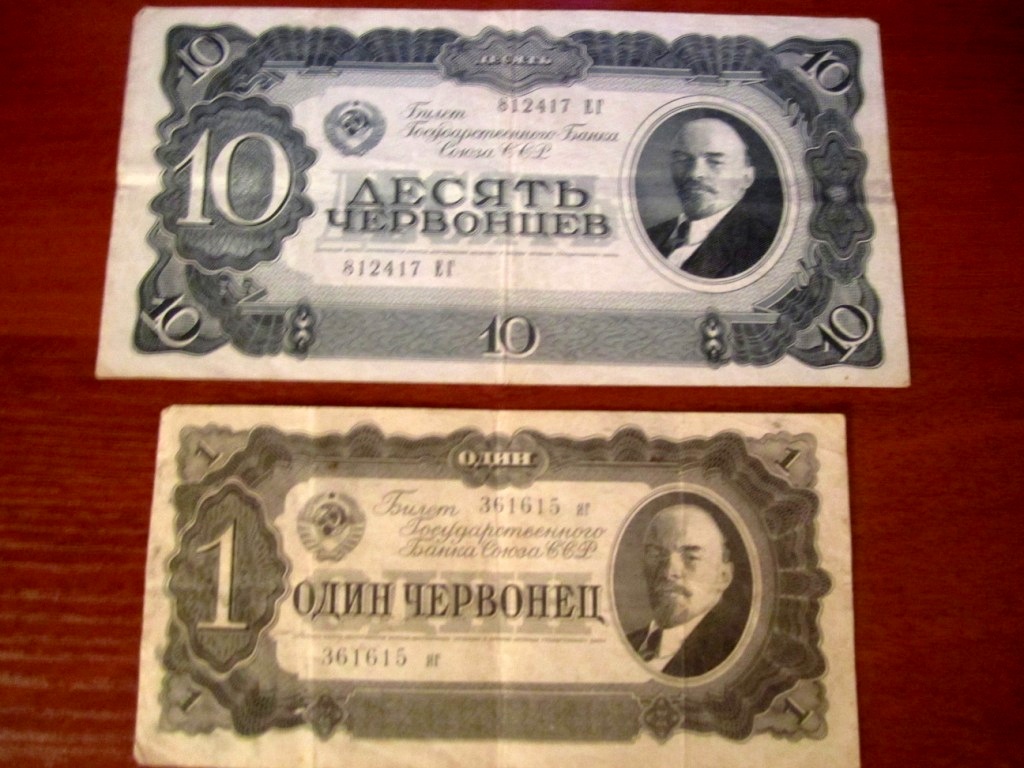 10 ДЕСЯТЬ 10
812417 ЕГ
Билет
Государственного Банка
Союза ССР
10
ДЕСЯТЬ
ЧЕРВОНЦЕВ
812417 ЕГ
10 10 10
1 ОДИН 1
Билет 361615 ЯГ
Государственного
Банка Союза ССР
1
ОДИН ЧЕРВОНЕЦ
361615 ЯГ
1 1